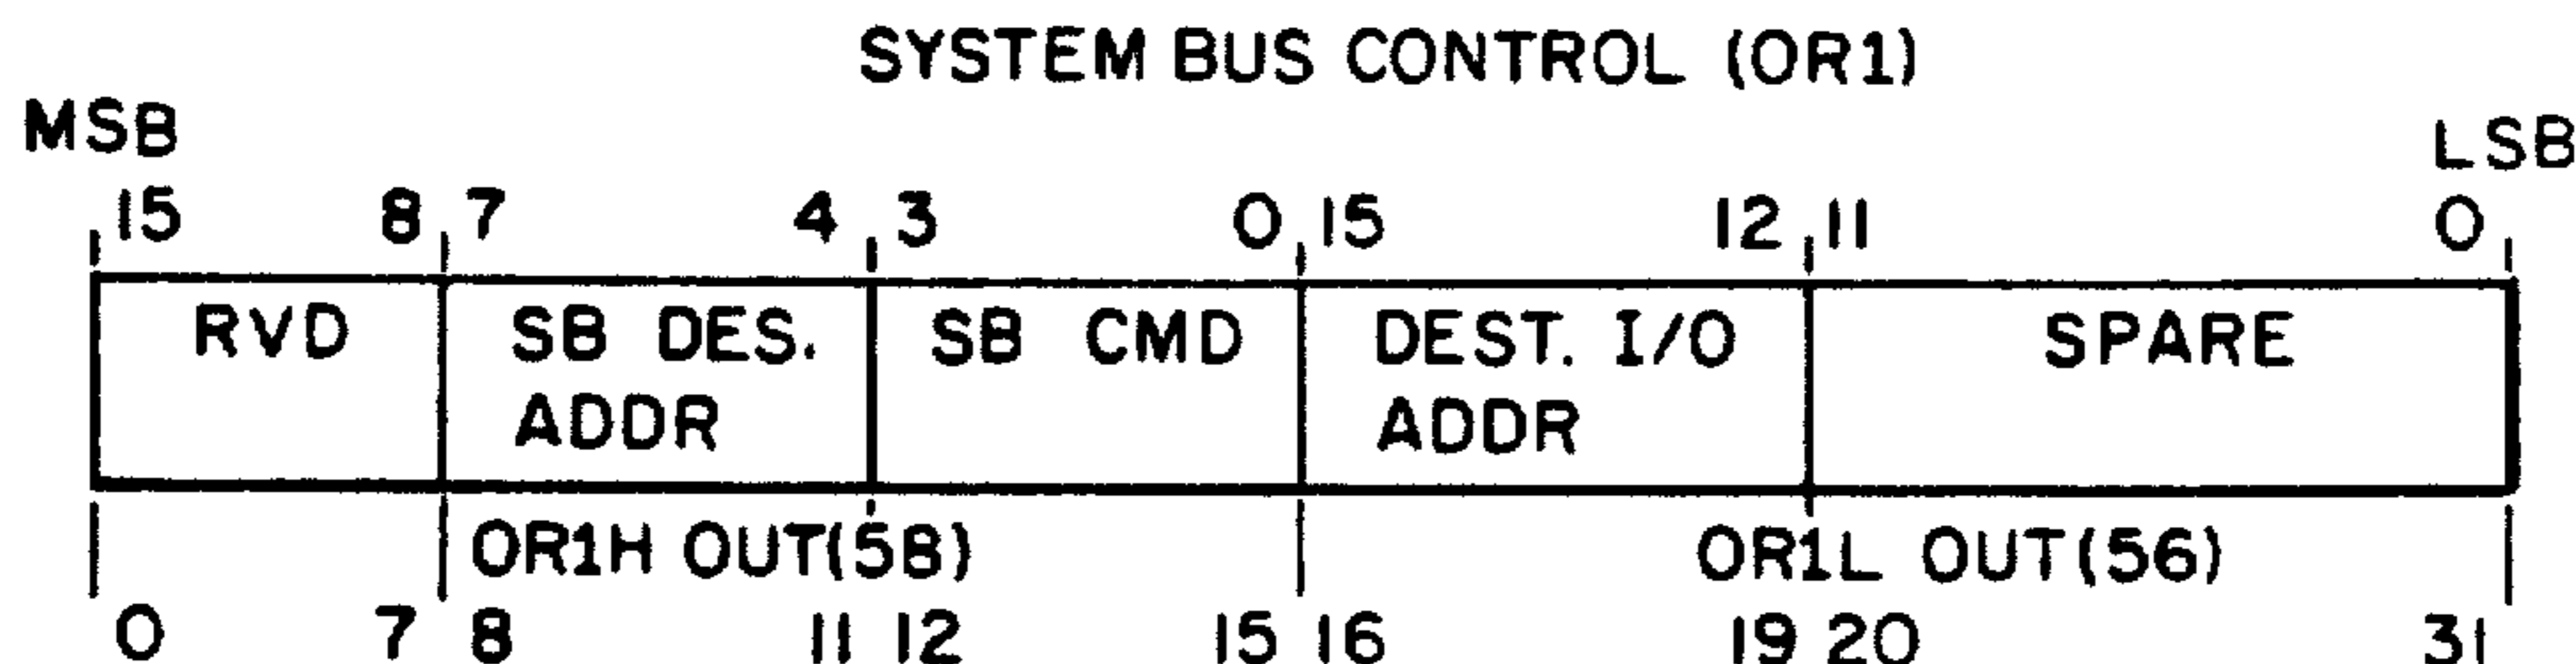 SYSTEM BUS CONTROL (OR1)
MSB LSB
15 8 7 4 3 0 15 12 11 0
RVD SB DES. SB CMD DEST. I/O SPARE
ADDR ADDR
OR1H OUT(58) OR1L OUT(56)
0 7 8 11 12 15 16 19 20 31